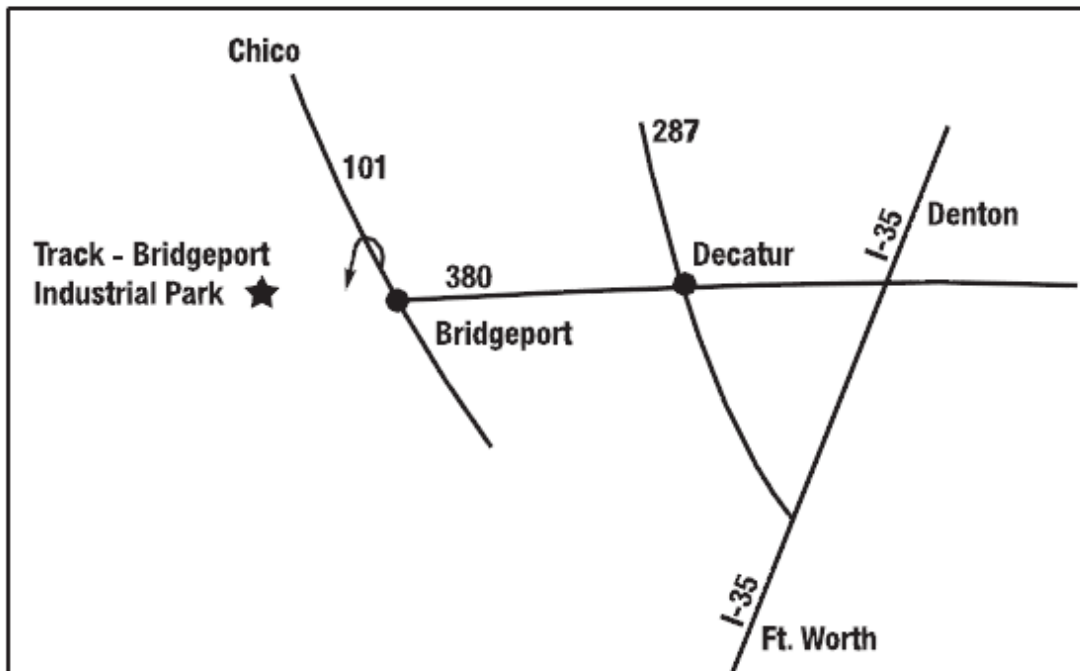 Chico
101
287
I-35
Denton
Track - Bridgeport
Industrial Park
380
Decatur
Bridgeport
I-35
Ft. Worth